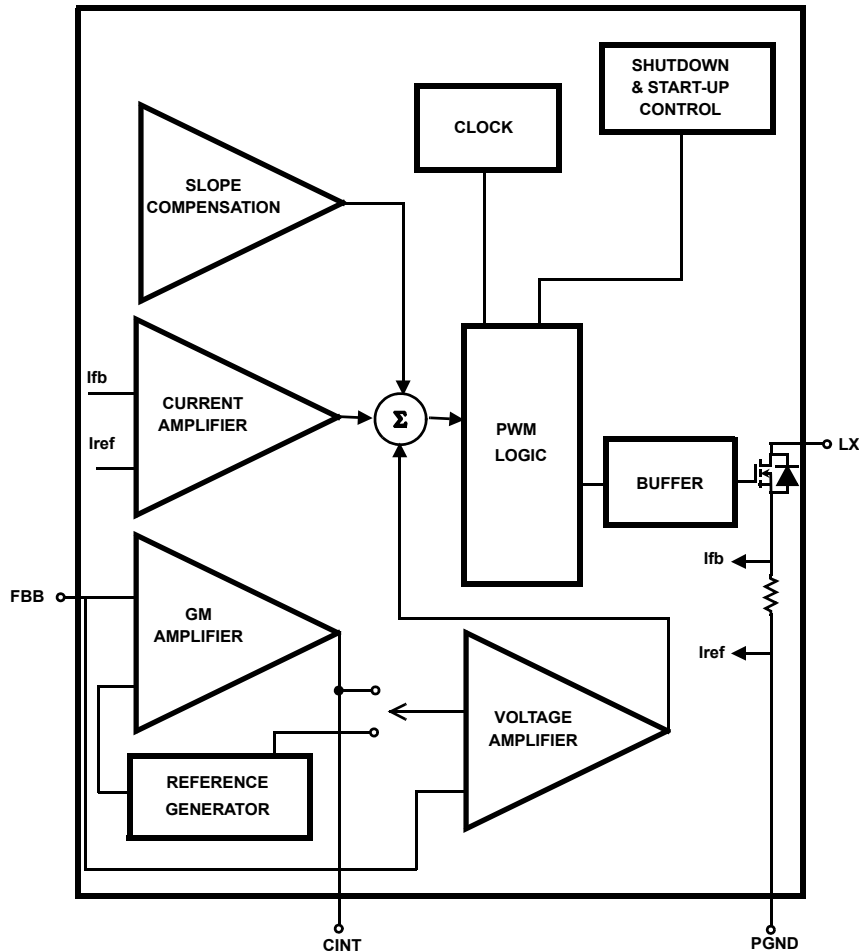 SHUTDOWN
& START-UP
CONTROL
CLOCK
SLOPE
COMPENSATION
Ifb
CURRENT
AMPLIFIER
Iref
Σ
PWM
LOGIC
BUFFER
LX
Ifb
FBB
GM
AMPLIFIER
Iref
VOLTAGE
AMPLIFIER
REFERENCE
GENERATOR
CINT
PGND